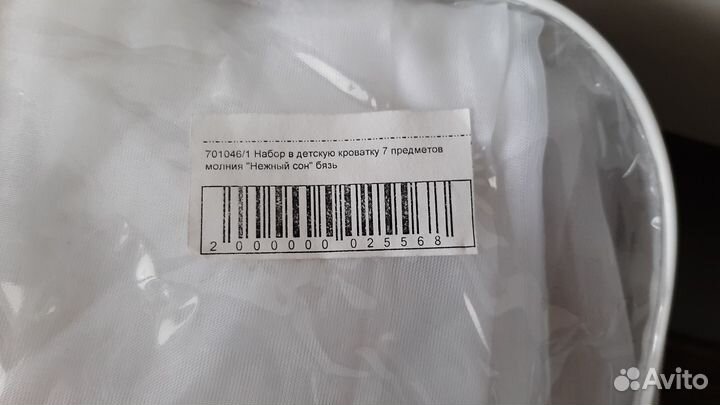 701046/1 Набор в детскую кроватку 7 предметов
молния "Нежный сон" бязь
2 000000 025568
Avito